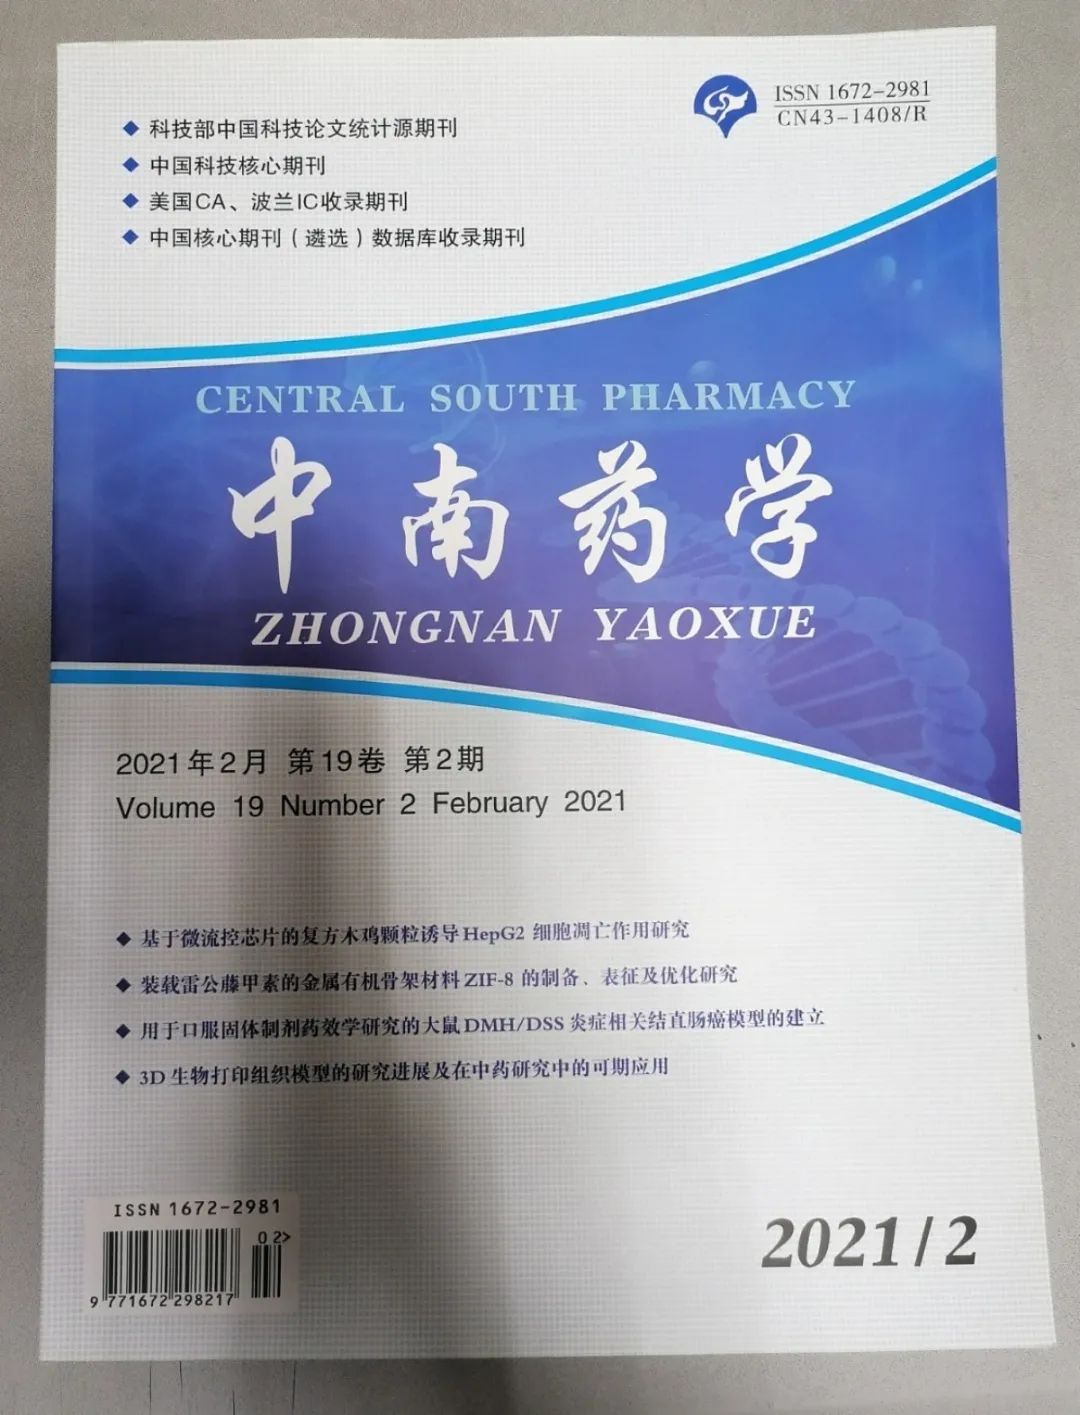 ISSN 1672-2981
CN43-1408/R
◆ 科技部中国科技论文统计源期刊
◆ 中国科技核心期刊
◆ 美国CA、波兰IC收录期刊
◆ 中国核心期刊（遴选）数据库收录期刊
CENTRAL SOUTH PHARMACY
中南药学
ZHONGNAN YAOXUE
2021年2月 第19卷 第2期
Volume 19 Number 2 February 2021
◆ 基于微流控芯片的复方木鸡颗粒诱导HepG2 细胞凋亡作用研究
◆ 装载雷公藤甲素的金属有机骨架材料ZIF-8 的制备、表征及优化研究
◆ 用于口服固体制剂药效学研究的大鼠DMH/DSS 炎症相关结直肠癌模型的建立
◆ 3D 生物打印组织模型的研究进展及在中药研究中的可期应用
ISSN 1672-2981
02>
9 771672 298217
2021/2